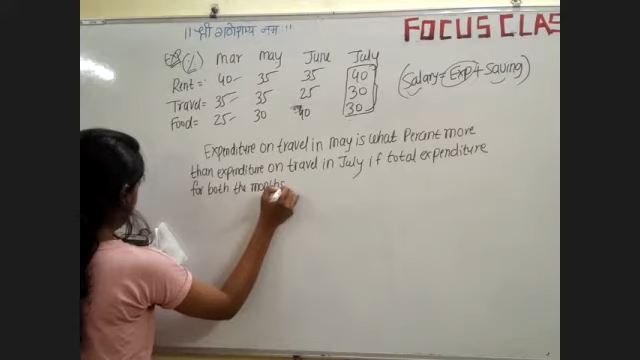 ॥ श्री गणेशाय नमः ॥
FOCUS CLAS
Exp (%) Mar May June July
Rent = 40 35 35 40
Travel = 35 35 25 30
Food = 25 30 40 30
(Salary = Exp + Saving)
Expenditure on travel in may is what Percent more
than expenditure on travel in July if total expenditure
for both the months